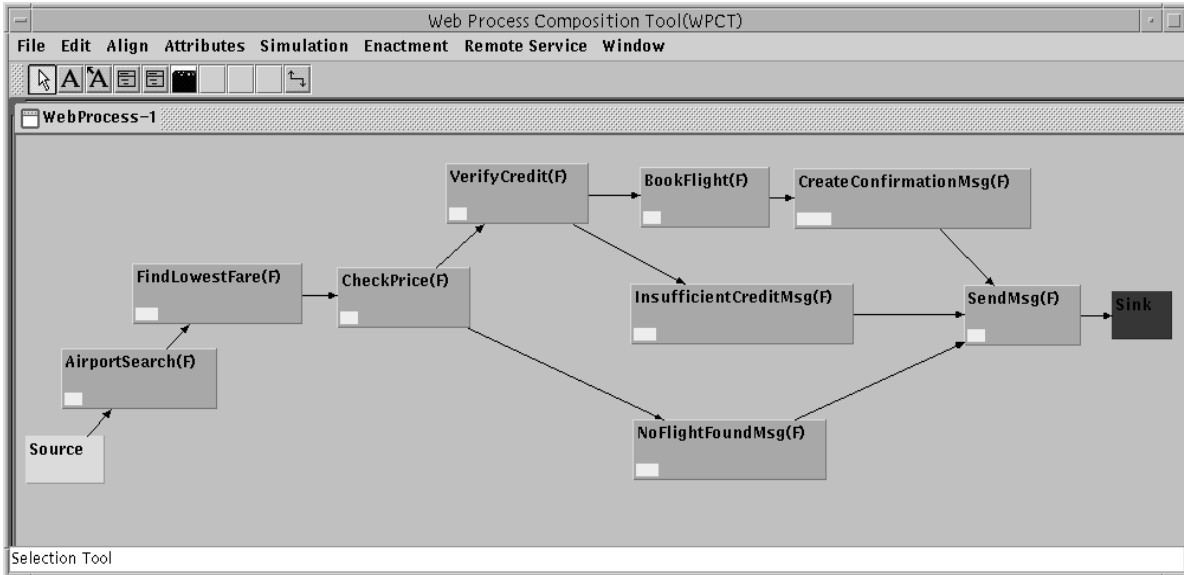 Web Process Composition Tool(WPCT)
File Edit Align Attributes Simulation Enactment Remote Service Window
A A
WebProcess-1
VerifyCredit(F)
BookFlight(F)
CreateConfirmationMsg(F)
FindLowestFare(F)
CheckPrice(F)
InsufficientCreditMsg(F)
SendMsg(F)
Sink
AirportSearch(F)
NoFlightFoundMsg(F)
Source
Selection Tool